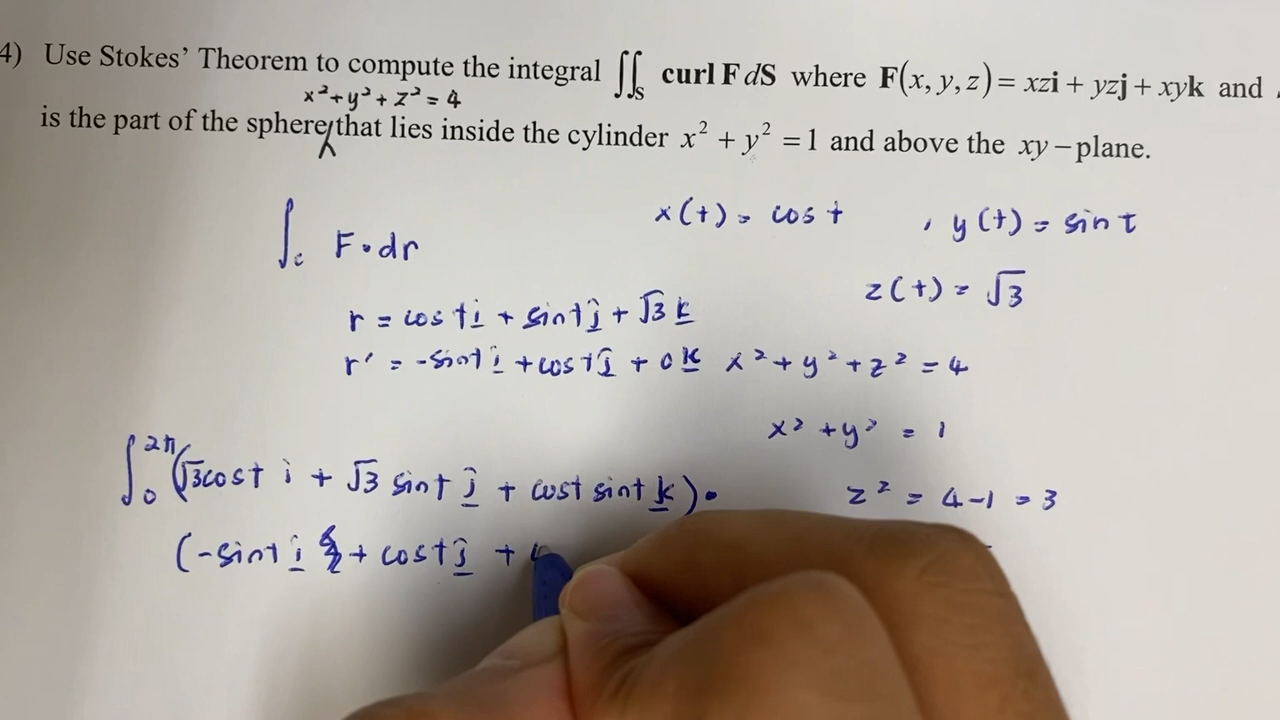 4) Use Stokes' Theorem to compute the integral ∬_S curl F dS where F(x, y, z) = xzi + yzj + xyk and
x² + y² + z² = 4
is the part of the sphere that lies inside the cylinder x² + y² = 1 and above the xy – plane.
∫_c F · dr
x(t) = cos t , y(t) = sin t
z(t) = √3
r = cos t i + sin t j + √3 k
r' = -sin t i + cos t j + 0 k
x² + y² + z² = 4
x² + y² = 1
∫_0^{2π} (√3 cos t i + √3 sin t j + cos t sin t k) ·
z² = 4 - 1 = 3
(-sin t i + cos t j +